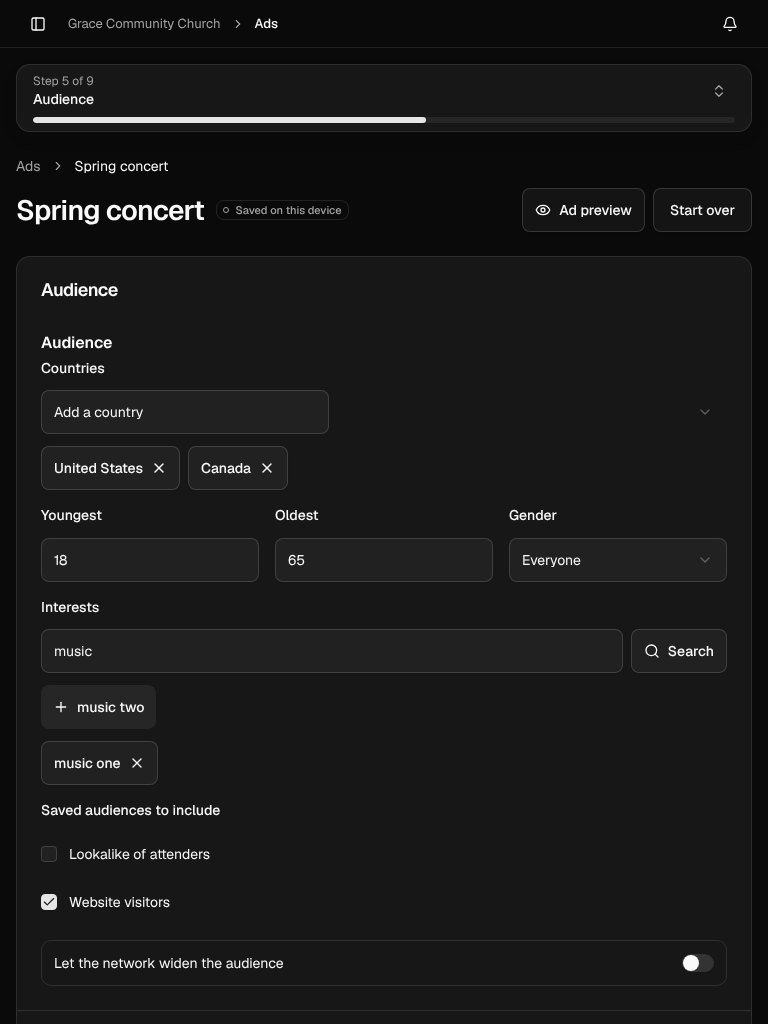 Grace Community Church > Ads
Step 5 of 9
Audience
Ads > Spring concert
Spring concert
Saved on this device
Ad preview
Start over
Audience
Audience
Countries
Add a country
United States
Canada
Youngest
Oldest
Gender
18
65
Everyone
Interests
music
Search
music two
music one
Saved audiences to include
Lookalike of attenders
Website visitors
Let the network widen the audience